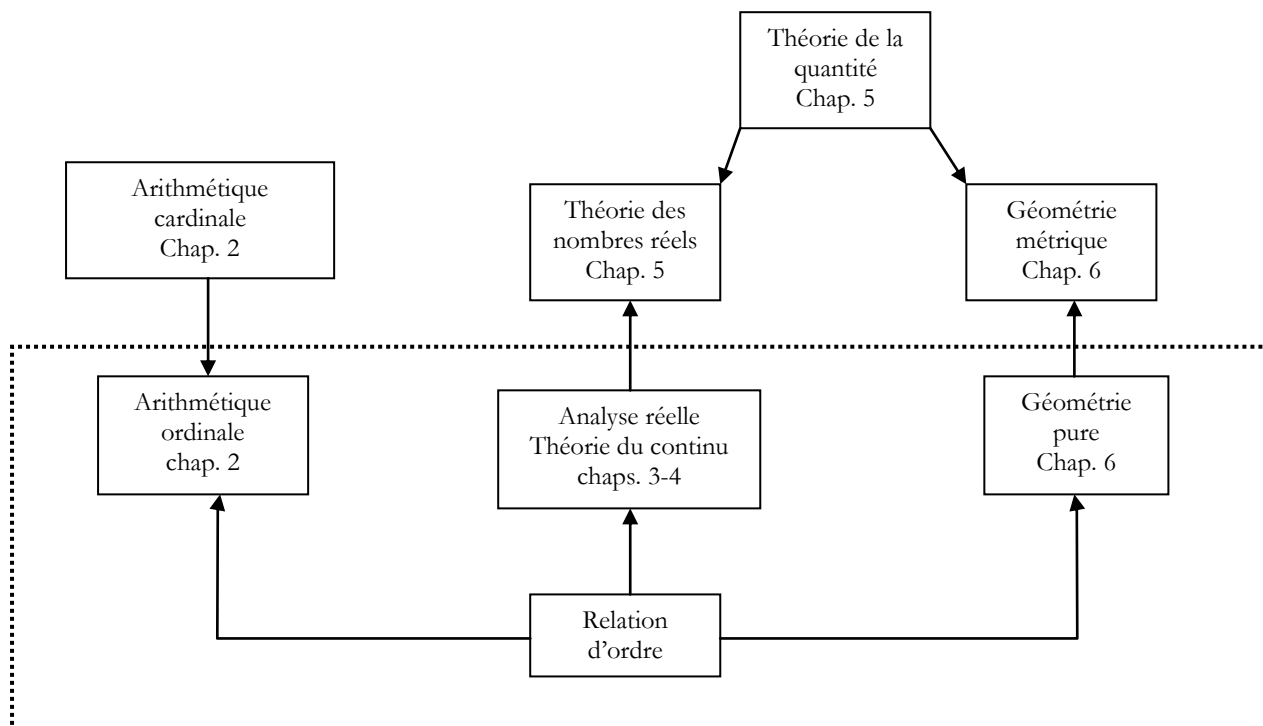 Théorie de la
quantité
Chap. 5
Arithmétique
cardinale
Chap. 2
Théorie des
nombres réels
Chap. 5
Géométrie
métrique
Chap. 6
Arithmétique
ordinale
chap. 2
Analyse réelle
Théorie du continu
chaps. 3-4
Géométrie
pure
Chap. 6
Relation
d’ordre